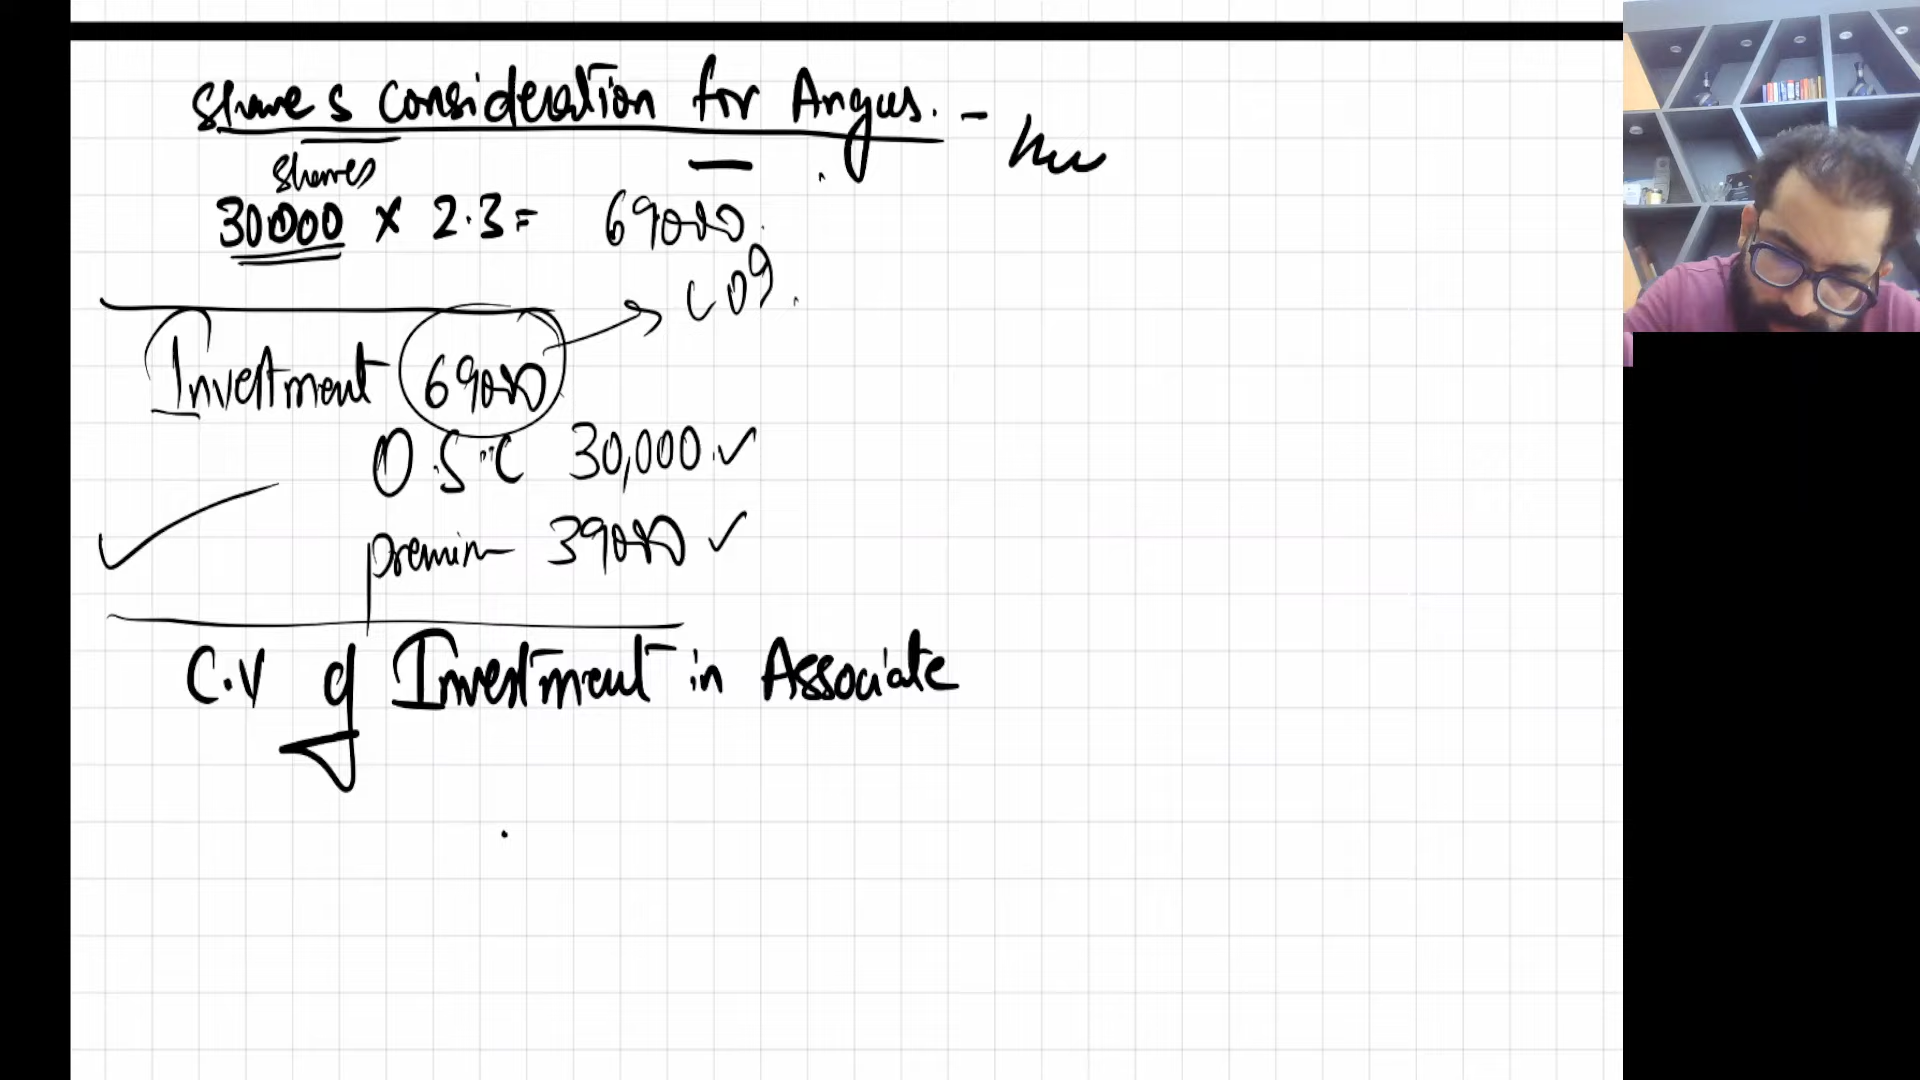 Shares consideration for Angus. -
shares
30000 x 2.3 = 69000.
COG.
Investment 69000
O.S.C 30,000 ✓
premium 39000 ✓
C.V of Investment in Associate